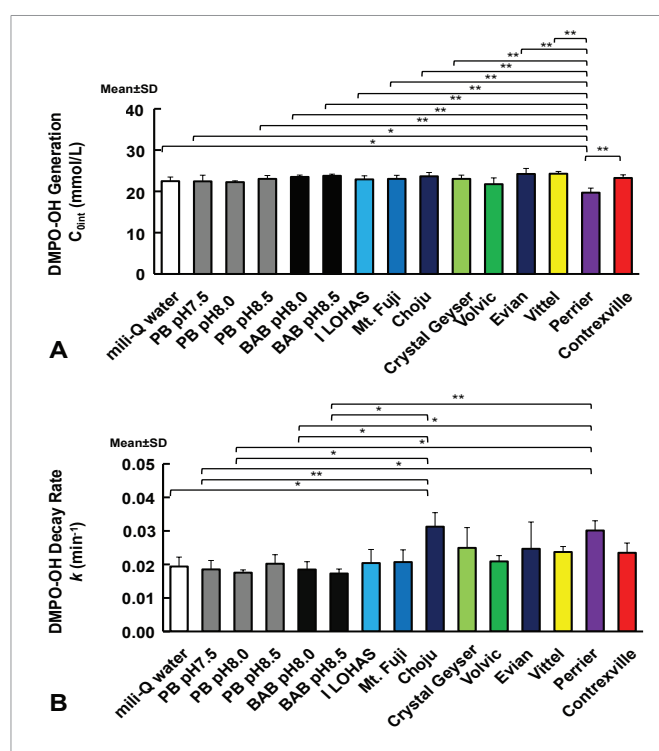 **
**
**
**
**
Mean±SD
**
**
**
**
*
*
**
DMPO-OH Generation
C0int (mmol/L)
40
30
20
10
0
mili-Q water
PB pH7.5
PB pH8.0
PB pH8.5
BAB pH8.0
BAB pH8.5
I LOHAS
Mt. Fuji
Choju
Crystal Geyser
Volvic
Evian
Vittel
Perrier
Contrexville
A
**
*
*
*
Mean±SD
*
*
*
**
*
DMPO-OH Decay Rate
k (min-1)
0.05
0.04
0.03
0.02
0.01
0.00
mili-Q water
PB pH7.5
PB pH8.0
PB pH8.5
BAB pH8.0
BAB pH8.5
I LOHAS
Mt. Fuji
Choju
Crystal Geyser
Volvic
Evian
Vittel
Perrier
Contrexville
B